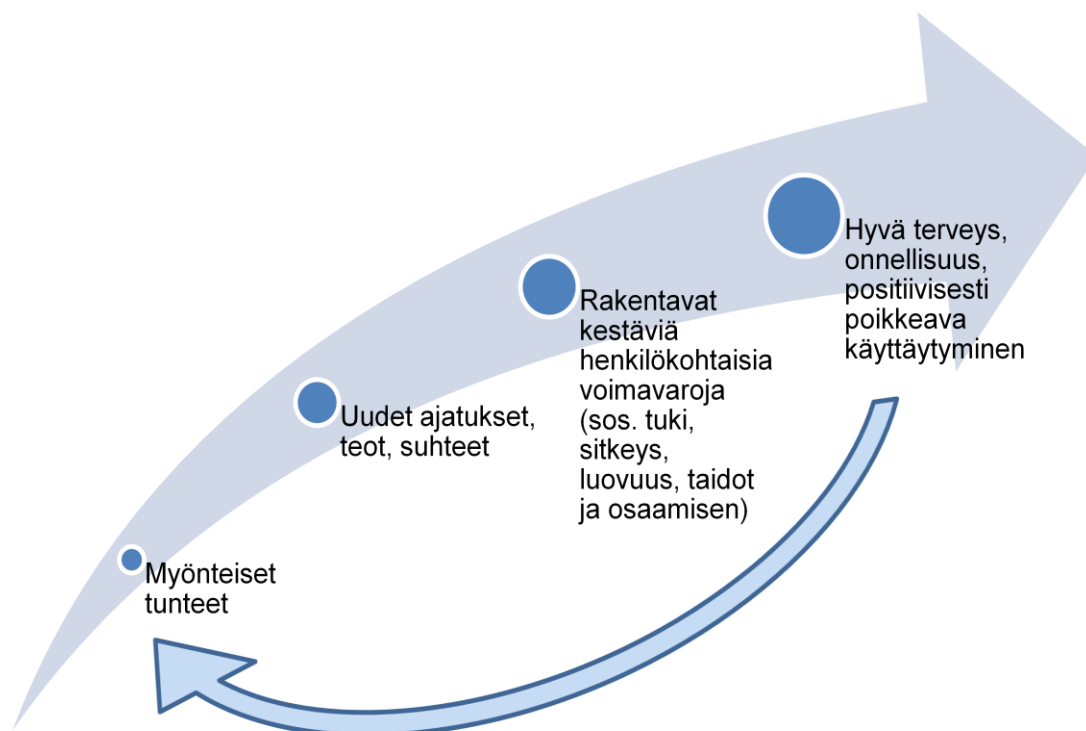 Myönteiset
tunteet
Uudet ajatukset,
teot, suhteet
Rakentavat
kestäviä
henkilökohtaisia
voimavaroja
(sos. tuki,
sitkeys,
luovuus, taidot
ja osaamisen)
Hyvä terveys,
onnellisuus,
positiivisesti
poikkeava
käyttäytyminen